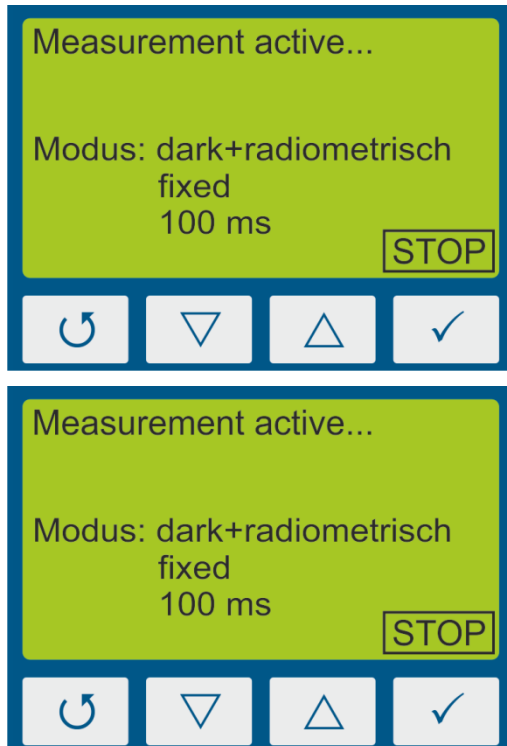 Measurement active...
Modus: dark+radiometrisch
fixed
100 ms
STOP
Measurement active...
Modus: dark+radiometrisch
fixed
100 ms
STOP